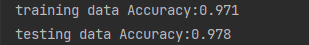 training data Accuracy:0.971
testing data Accuracy:0.978